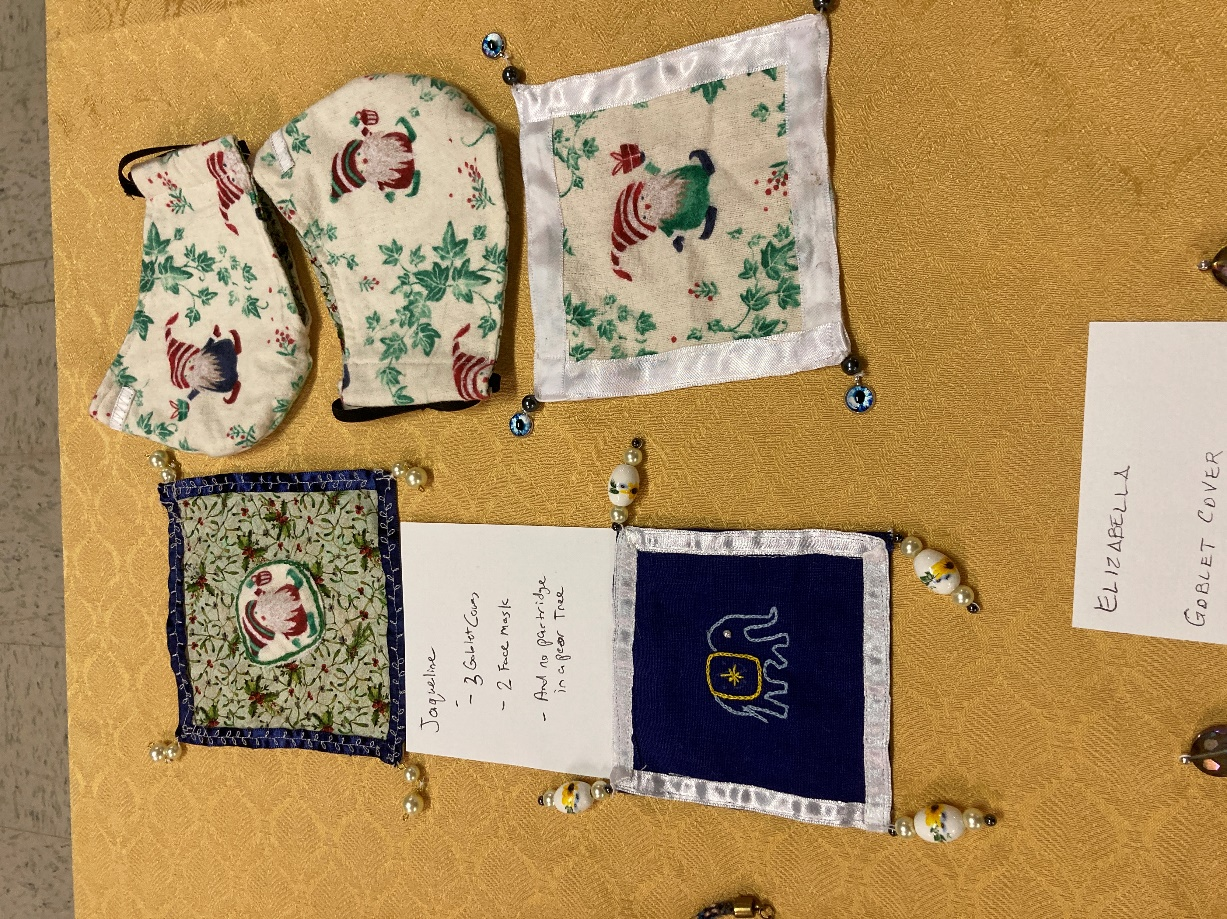 Jaqueline
- 3 Goblet Covers
- 2 Face mask
- And no partridge
in a pear Tree
ELIZABELLA
GOBLET COVER